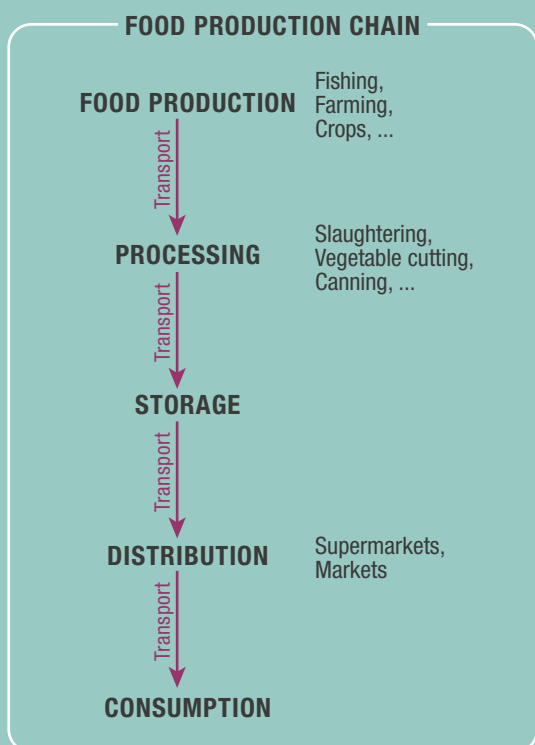 FOOD PRODUCTION CHAIN
FOOD PRODUCTION
Fishing,
Farming,
Crops, ...
Transport
PROCESSING
Slaughtering,
Vegetable cutting,
Canning, ...
Transport
STORAGE
Transport
DISTRIBUTION
Supermarkets,
Markets
Transport
CONSUMPTION